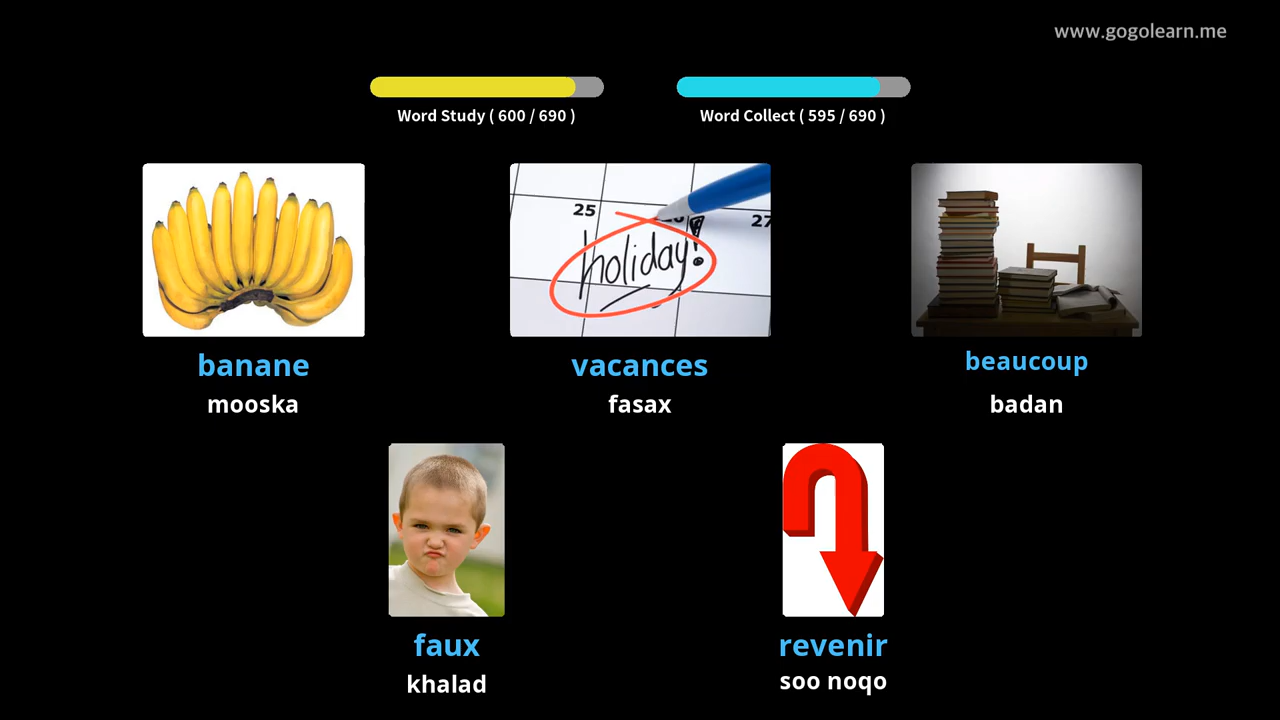 www.gogolearn.me
Word Study ( 600 / 690 )
Word Collect ( 595 / 690 )
25
27
holiday!
banane
vacances
beaucoup
mooska
fasax
badan
faux
revenir
khalad
soo noqo